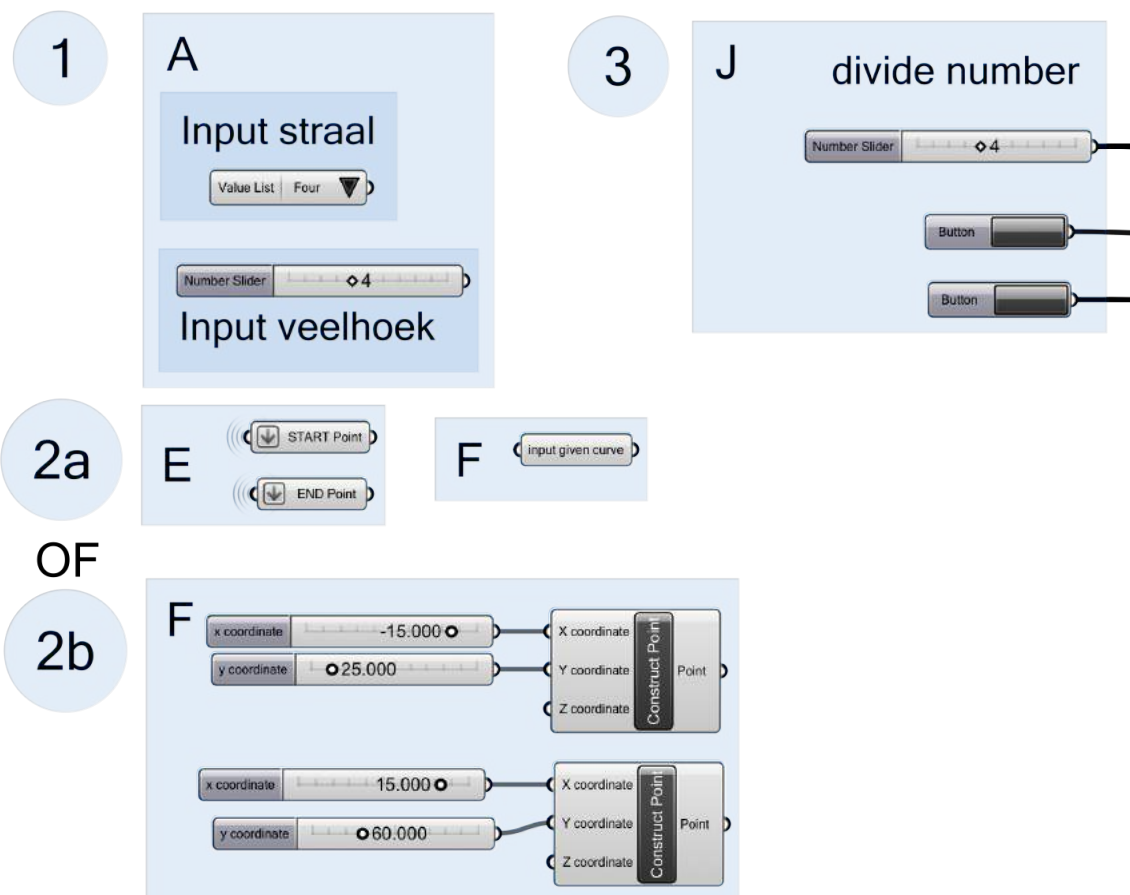 1
A
Input straal
Value List Four
Number Slider 4
Input veelhoek
3
J
divide number
Number Slider 4
Button
Button
2a
E
START Point
END Point
F
input given curve
OF
2b
F
x coordinate -15.000
y coordinate 25.000
X coordinate
Y coordinate
Z coordinate
Construct Point
Point
x coordinate 15.000
y coordinate 60.000
X coordinate
Y coordinate
Z coordinate
Construct Point
Point